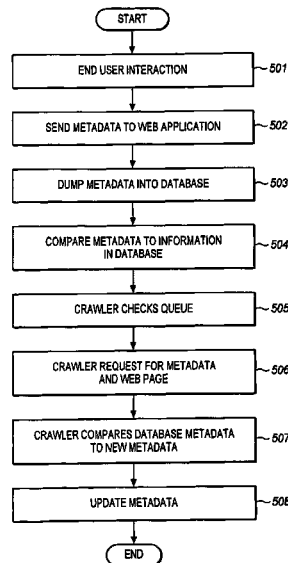 START
END USER INTERACTION
501
SEND METADATA TO WEB APPLICATION
502
DUMP METADATA INTO DATABASE
503
COMPARE METADATA TO INFORMATION
IN DATABASE
504
CRAWLER CHECKS QUEUE
505
CRAWLER REQUEST FOR METADATA
AND WEB PAGE
506
CRAWLER COMPARES DATABASE METADATA
TO NEW METADATA
507
UPDATE METADATA
508
END